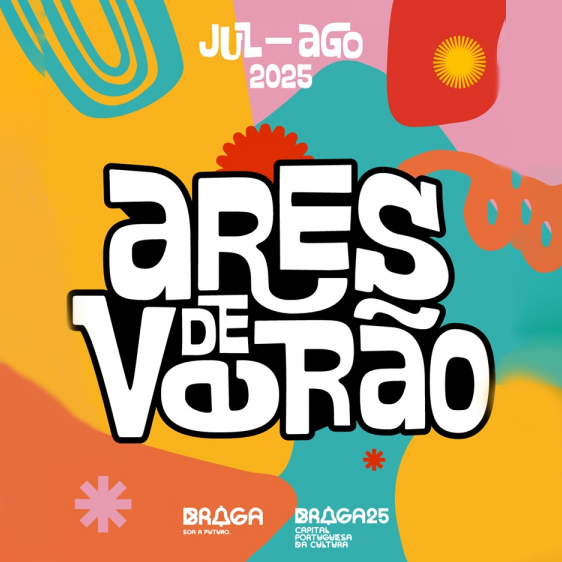 JUL — AGO
2025
ARES
DE
VERÃO
BRAGA
SOA A FUTURO.
BRAGA25
CAPITAL
PORTUGUESA
DA CULTURA